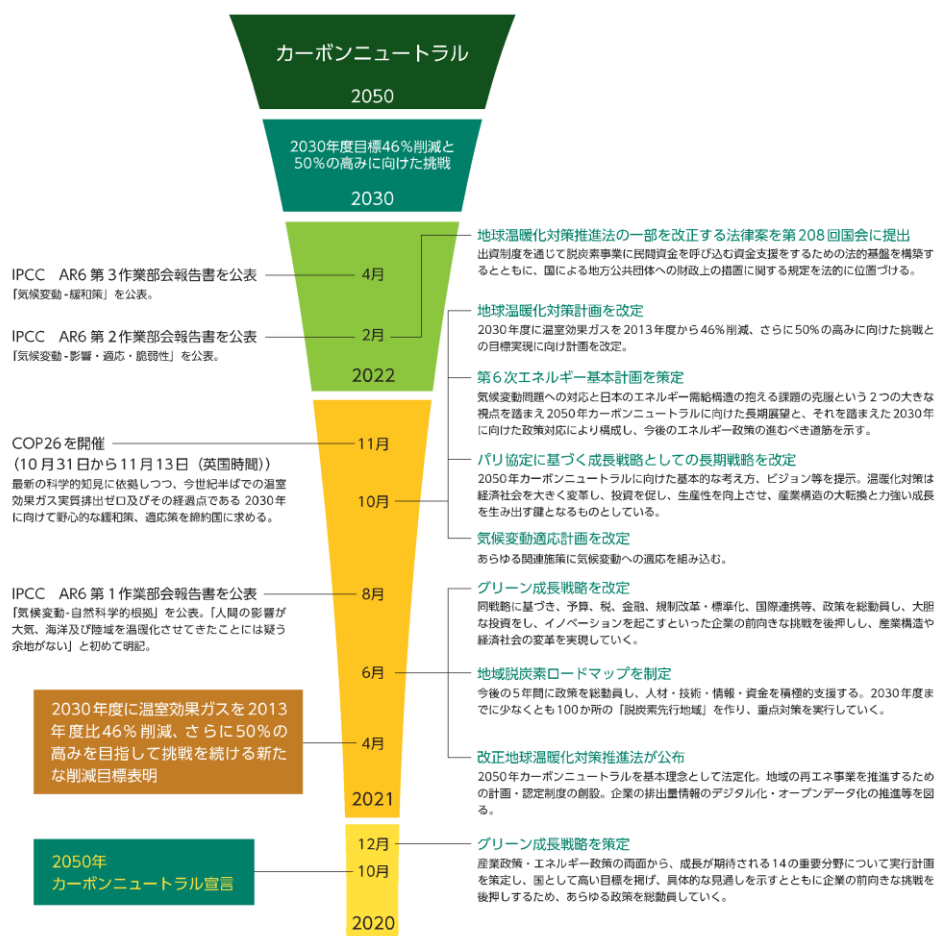 カーボンニュートラル
2050
2030年度目標46%削減と
50%の高みに向けた挑戦
2030
地球温暖化対策推進法の一部を改正する法律案を第208回国会に提出
出資制度を通じて脱炭素事業に民間資金を呼び込む資金支援をするための法的基盤を構築す
るとともに、国による地方公共団体への財政上の措置に関する規定を法的に位置づける。
IPCC AR6 第3作業部会報告書を公表
「気候変動-緩和策」を公表。
4月
IPCC AR6 第2作業部会報告書を公表
「気候変動-影響・適応・脆弱性」を公表。
2月
2022
地球温暖化対策計画を改定
2030年度に温室効果ガスを2013年度から46%削減、さらに50%の高みに向けた挑戦と
の目標実現に向け計画を改定。
第6次エネルギー基本計画を策定
気候変動問題への対応と日本のエネルギー需給構造の抱える課題の克服という2つの大きな
視点を踏まえ2050年カーボンニュートラルに向けた長期展望と、それを踏まえた2030年
に向けた政策対応により構成し、今後のエネルギー政策の進むべき道筋を示す。
COP26を開催
(10月31日から11月13日(英国時間))
最新の科学的知見に依拠しつつ、今世紀半ばでの温室
効果ガス実質排出ゼロ及びその経過点である2030年
に向けて野心的な緩和策、適応策を締約国に求める。
11月
10月
パリ協定に基づく成長戦略としての長期戦略を改定
2050年カーボンニュートラルに向けた基本的な考え方、ビジョン等を提示。温暖化対策は
経済社会を大きく変革し、投資を促し、生産性を向上させ、産業構造の大転換と力強い成長
を生み出す鍵となるものとしている。
気候変動適応計画を改定
あらゆる関連施策に気候変動への適応を組み込む。
IPCC AR6 第1作業部会報告書を公表
「気候変動-自然科学的根拠」を公表。「人間の影響が
大気、海洋及び陸域を温暖化させてきたことには疑う
余地がない」と初めて明記。
8月
グリーン成長戦略を改定
同戦略に基づき、予算、税、金融、規制改革・標準化、国際連携等、政策を総動員し、大胆
な投資をし、イノベーションを起こすといった企業の前向きな挑戦を後押しし、産業構造や
経済社会の変革を実現していく。
6月
地域脱炭素ロードマップを制定
今後の5年間に政策を総動員し、人材・技術・情報・資金を積極的支援する。2030年度ま
でに少なくとも100か所の「脱炭素先行地域」を作り、重点対策を実行していく。
2030年度に温室効果ガスを2013
年度比46%削減、さらに50%の
高みを目指して挑戦を続ける新た
な削減目標表明
4月
2021
改正地球温暖化対策推進法が公布
2050年カーボンニュートラルを基本理念として法定化。地域の再エネ事業を推進するため
の計画・認定制度の創設。企業の排出量情報のデジタル化・オープンデータ化の推進等を図
る。
12月
グリーン成長戦略を策定
産業政策・エネルギー政策の両面から、成長が期待される14の重要分野について実行計画
を策定し、国として高い目標を掲げ、具体的な見通しを示すとともに企業の前向きな挑戦を
後押しするため、あらゆる政策を総動員していく。
2050年
カーボンニュートラル宣言
10月
2020